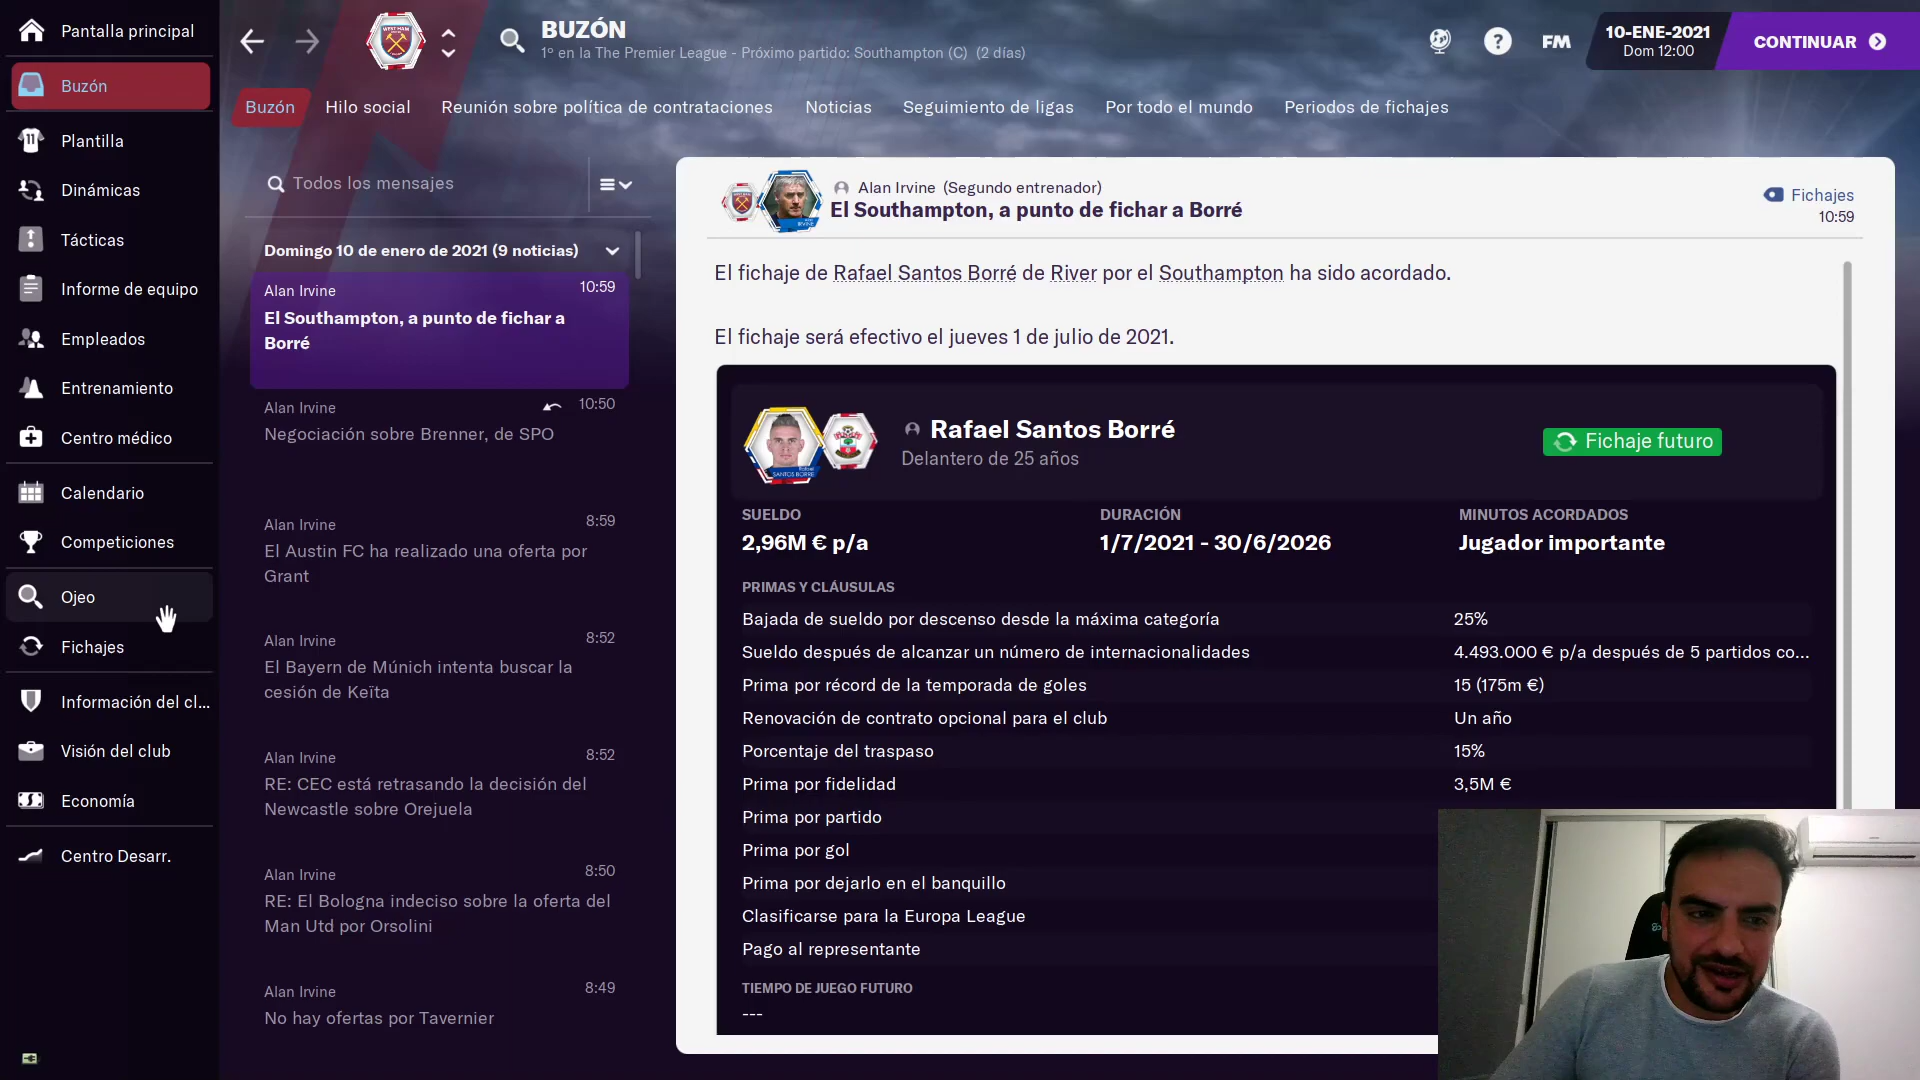 Pantalla principal
Buzón
Plantilla
Dinámicas
Tácticas
Informe de equipo
Empleados
Entrenamiento
Centro médico
Calendario
Competiciones
Ojeo
Fichajes
Información del cl...
Visión del club
Economía
Centro Desarr.
BUZÓN
1º en la The Premier League - Próximo partido: Southampton (C) (2 días)
FM
10-ENE-2021
Dom 12:00
CONTINUAR
Buzón Hilo social Reunión sobre política de contrataciones Noticias Seguimiento de ligas Por todo el mundo Periodos de fichajes
Todos los mensajes
Domingo 10 de enero de 2021 (9 noticias)
Alan Irvine 10:59
El Southampton, a punto de fichar a
Borré
Alan Irvine 10:50
Negociación sobre Brenner, de SPO
Alan Irvine 8:59
El Austin FC ha realizado una oferta por
Grant
Alan Irvine 8:52
El Bayern de Múnich intenta buscar la
cesión de Keïta
Alan Irvine 8:52
RE: CEC está retrasando la decisión del
Newcastle sobre Orejuela
Alan Irvine 8:50
RE: El Bologna indeciso sobre la oferta del
Man Utd por Orsolini
Alan Irvine 8:49
No hay ofertas por Tavernier
Alan Irvine (Segundo entrenador)
El Southampton, a punto de fichar a Borré
Fichajes
10:59
El fichaje de Rafael Santos Borré de River por el Southampton ha sido acordado.
El fichaje será efectivo el jueves 1 de julio de 2021.
Rafael Santos Borré
Delantero de 25 años
Fichaje futuro
SUELDO DURACIÓN MINUTOS ACORDADOS
2,96M € p/a 1/7/2021 - 30/6/2026 Jugador importante
PRIMAS Y CLÁUSULAS
Bajada de sueldo por descenso desde la máxima categoría 25%
Sueldo después de alcanzar un número de internacionalidades 4.493.000 € p/a después de 5 partidos co...
Prima por récord de la temporada de goles 15 (175m €)
Renovación de contrato opcional para el club Un año
Porcentaje del traspaso 15%
Prima por fidelidad 3,5M €
Prima por partido
Prima por gol
Prima por dejarlo en el banquillo
Clasificarse para la Europa League
Pago al representante
TIEMPO DE JUEGO FUTURO
---